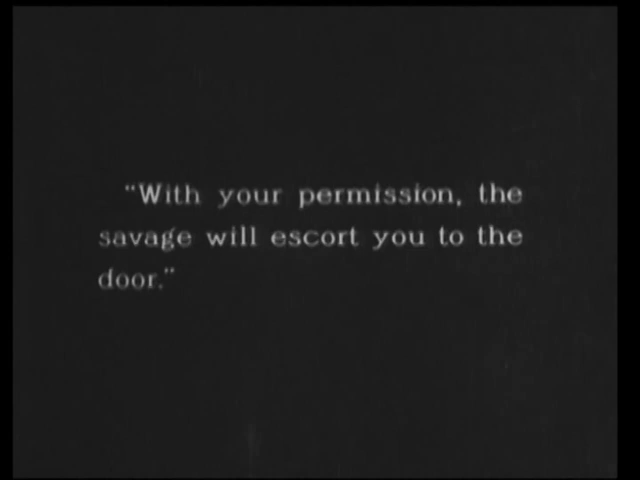 "With your permission, the
savage will escort you to the
door."